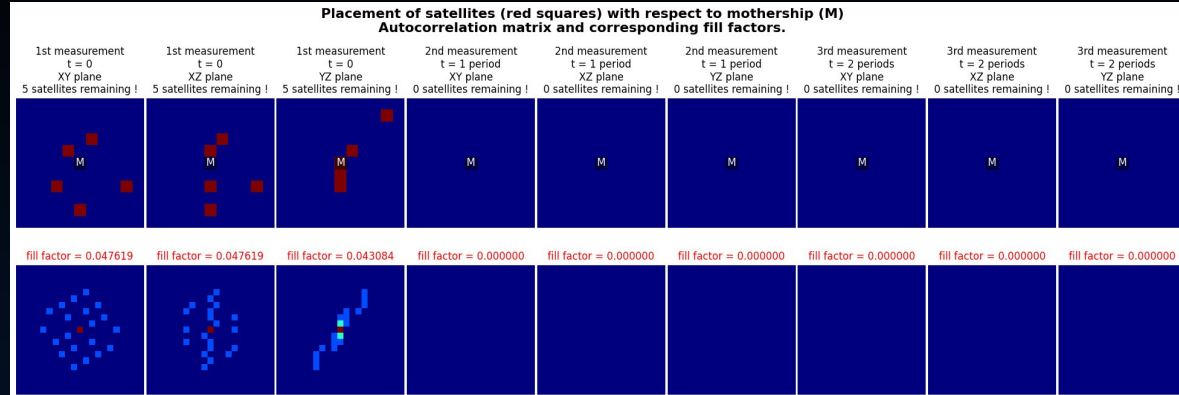 Placement of satellites (red squares) with respect to mothership (M)
Autocorrelation matrix and corresponding fill factors.
1st measurement
t = 0
XY plane
5 satellites remaining !
1st measurement
t = 0
XZ plane
5 satellites remaining !
1st measurement
t = 0
YZ plane
5 satellites remaining !
2nd measurement
t = 1 period
XY plane
0 satellites remaining !
2nd measurement
t = 1 period
XZ plane
0 satellites remaining !
2nd measurement
t = 1 period
YZ plane
0 satellites remaining !
3rd measurement
t = 2 periods
XY plane
0 satellites remaining !
3rd measurement
t = 2 periods
XZ plane
0 satellites remaining !
3rd measurement
t = 2 periods
YZ plane
0 satellites remaining !
M
M
M
M
M
M
M
M
M
fill factor = 0.047619
fill factor = 0.047619
fill factor = 0.043084
fill factor = 0.000000
fill factor = 0.000000
fill factor = 0.000000
fill factor = 0.000000
fill factor = 0.000000
fill factor = 0.000000